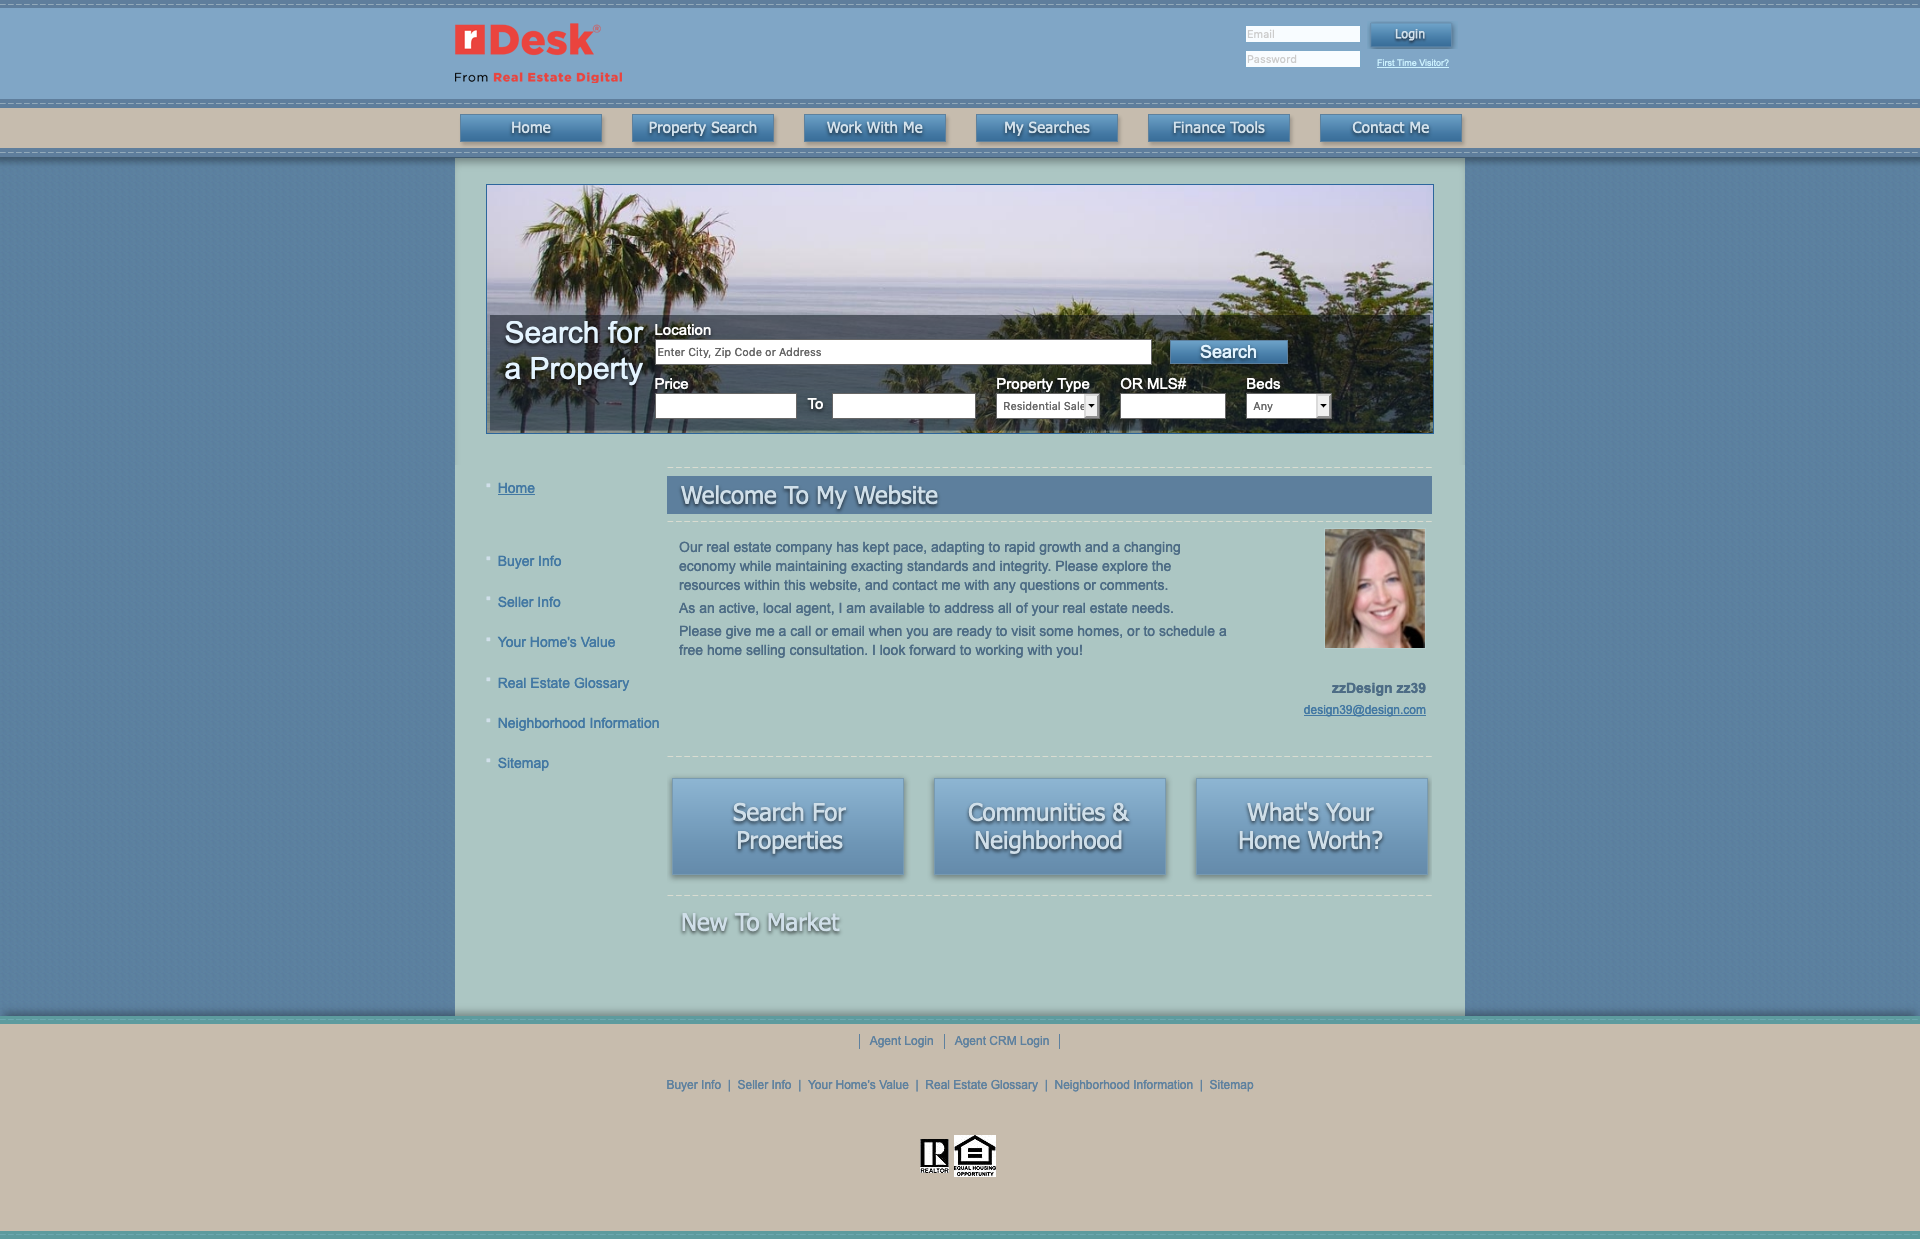 rDesk®
From Real Estate Digital
Email
Login
Password
First Time Visitor?
Home
Property Search
Work With Me
My Searches
Finance Tools
Contact Me
Search for
a Property
Location
Enter City, Zip Code or Address
Search
Price
To
Property Type
Residential Sale
OR MLS#
Beds
Any
Home
Buyer Info
Seller Info
Your Home's Value
Real Estate Glossary
Neighborhood Information
Sitemap
Welcome To My Website
Our real estate company has kept pace, adapting to rapid growth and a changing
economy while maintaining exacting standards and integrity. Please explore the
resources within this website, and contact me with any questions or comments.
As an active, local agent, I am available to address all of your real estate needs.
Please give me a call or email when you are ready to visit some homes, or to schedule a
free home selling consultation. I look forward to working with you!
zzDesign zz39
design39@design.com
Search For
Properties
Communities &
Neighborhood
What's Your
Home Worth?
New To Market
| Agent Login | Agent CRM Login |
Buyer Info | Seller Info | Your Home's Value | Real Estate Glossary | Neighborhood Information | Sitemap
REALTOR
EQUAL HOUSING
OPPORTUNITY